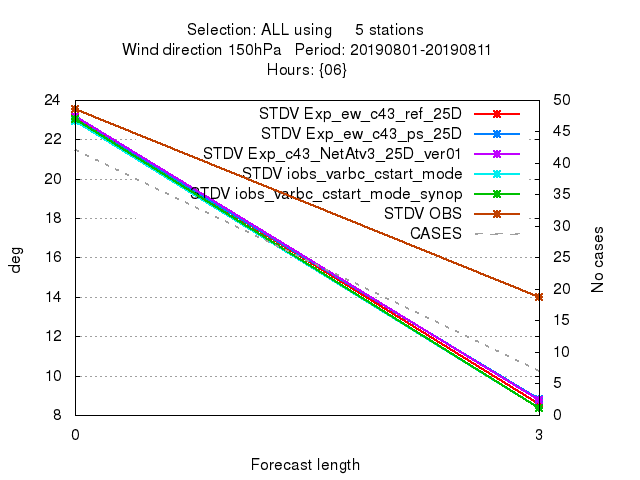 Selection: ALL using     5 stations
Wind direction 150hPa   Period: 20190801-20190811
Hours: {06}
24 50
STDV Exp_ew_c43_ref_25D
22 45
STDV Exp_ew_c43_ps_25D
40
STDV Exp_c43_NetAtv3_25D_ver01
20 35
STDV iobs_varbc_cstart_mode
STDV iobs_varbc_cstart_mode_synop
18 30
STDV OBS
CASES
16 25
14 20
15
12 10
10 5
8 0
deg
No cases
0 3
Forecast length